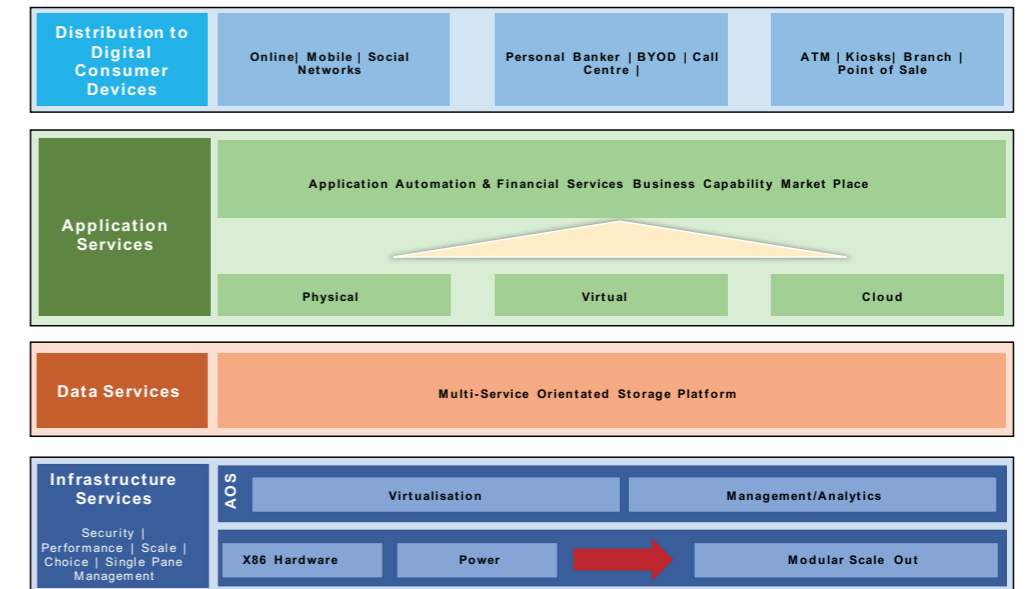 Distribution to
Digital
Consumer
Devices
Online| Mobile | Social
Networks
Personal Banker | BYOD | Call
Centre |
ATM | Kiosks| Branch |
Point of Sale
Application
Services
Application Automation & Financial Services Business Capability Market Place
Physical
Virtual
Cloud
Data Services
Multi-Service Orientated Storage Platform
Infrastructure
Services
Security |
Performance | Scale |
Choice | Single Pane
Management
AOS
Virtualisation
Management/Analytics
X86 Hardware
Power
Modular Scale Out